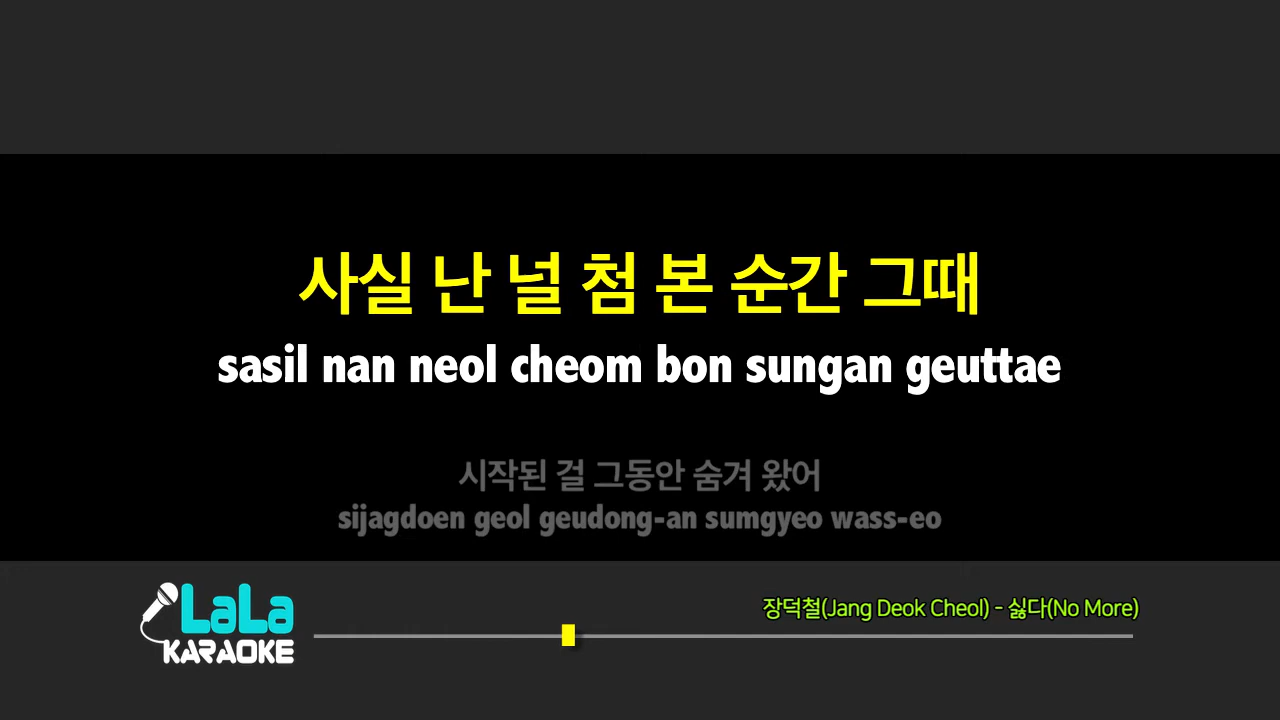 사실 난 널 첨 본 순간 그때
sasil nan neol cheom bon sungan geuttae
시작된 걸 그동안 숨겨 왔어
sijagdoen geol geudong-an sumgyeo wass-eo
장덕철(Jang Deok Cheol) - 싫다(No More)
LaLa
KARAOKE